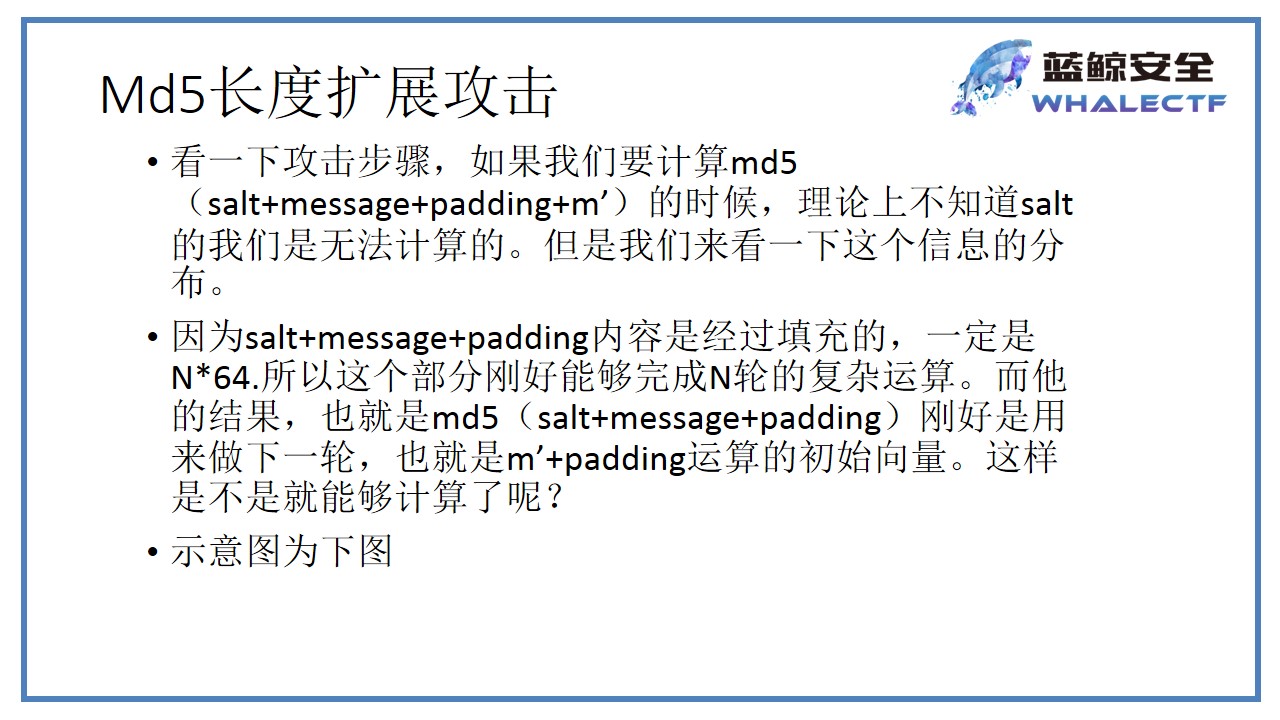 蓝鲸安全
WHALECTF
Md5长度扩展攻击
• 看一下攻击步骤，如果我们要计算md5
（salt+message+padding+m’）的时候，理论上不知道salt
的我们是无法计算的。但是我们来看一下这个信息的分
布。
• 因为salt+message+padding内容是经过填充的，一定是
N*64.所以这个部分刚好能够完成N轮的复杂运算。而他
的结果，也就是md5（salt+message+padding）刚好是用
来做下一轮，也就是m’+padding运算的初始向量。这样
是不是就能够计算了呢？
• 示意图为下图